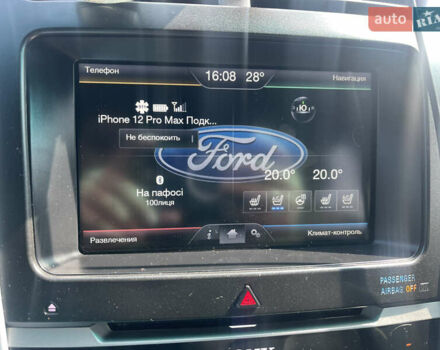 auto RIA
Телефон
16:08 28°
Навигация
iPhone 12 Pro Max Подк...
Ю
Не беспокоить
Ford
20.0° 20.0°
На пафосі
100лиця
Развлечения
i
Климат-контроль
PASSENGER
AIRBAG OFF